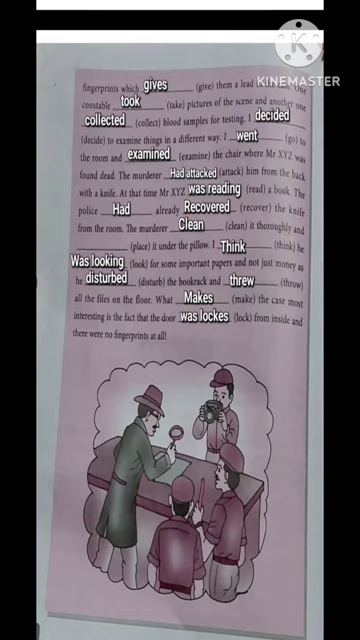 KINEMASTER
fingerprints which gives (give) them a lead One
constable took (take) pictures of the scene and another one
collected (collect) blood samples for testing. I decided
(decide) to examine things in a different way. I went (go) to
the room and examined (examine) the chair where Mr XYZ was
found dead. The murderer Had attacked (attack) him from the back
with a knife. At that time Mr XYZ was reading (read) a book. The
police Had already Recovered (recover) the knife
from the room. The murderer Clean (clean) it thoroughly and
________ (place) it under the pillow. I Think (think) he
Was looking (look) for some important papers and not just money as
he disturbed (disturb) the bookrack and threw (throw)
all the files on the floor. What Makes (make) the case most
interesting is the fact that the door was lockes (lock) from inside and
there were no fingerprints at all!